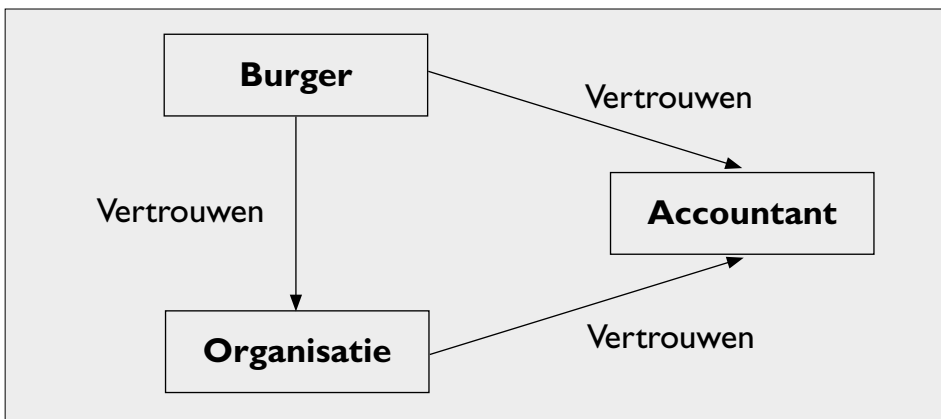 Burger
Vertrouwen
Vertrouwen
Accountant
Organisatie
Vertrouwen